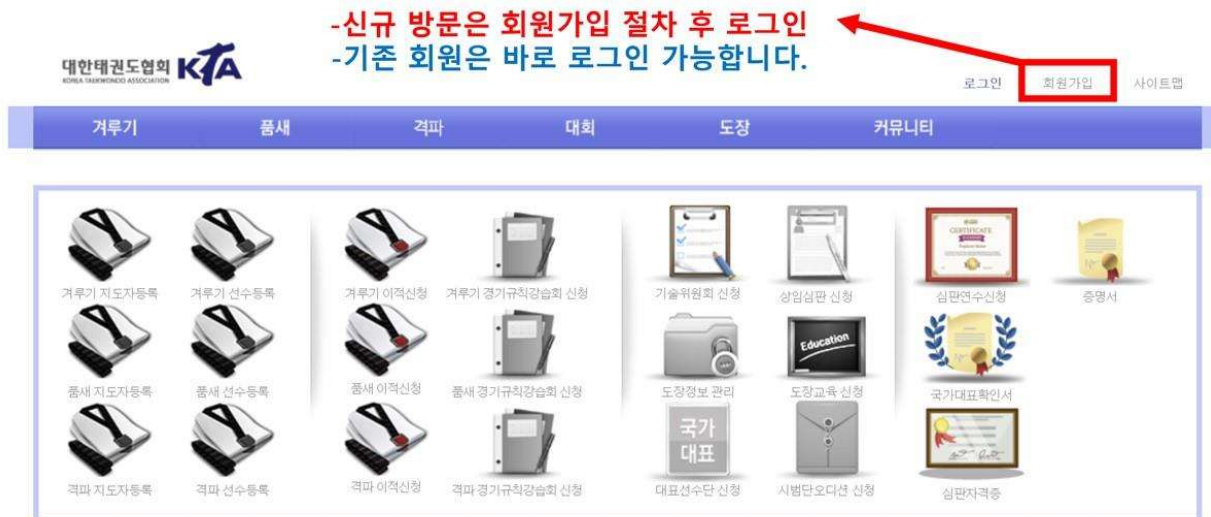 -신규 방문은 회원가입 절차 후 로그인
-기존 회원은 바로 로그인 가능합니다.
대한태권도협회 KTA
KOREA TAEKWONDO ASSOCIATION
로그인 회원가입 사이트맵
겨루기 품새 격파 대회 도장 커뮤니티
CERTIFICATE
겨루기 지도자등록 겨루기 선수등록 겨루기 이적신청 겨루기 경기규칙강습회 신청 기술위원회 신청 상임심판 신청 심판연수신청 증명서
Education
품새 지도자등록 품새 선수등록 품새 이적신청 품새 경기규칙강습회 신청 도장정보 관리 도장교육 신청 국가대표확인서
국가
대표
격파 지도자등록 격파 선수등록 격파 이적신청 격파 경기규칙강습회 신청 대표선수단 신청 시범단오디션 신청 심판자격증